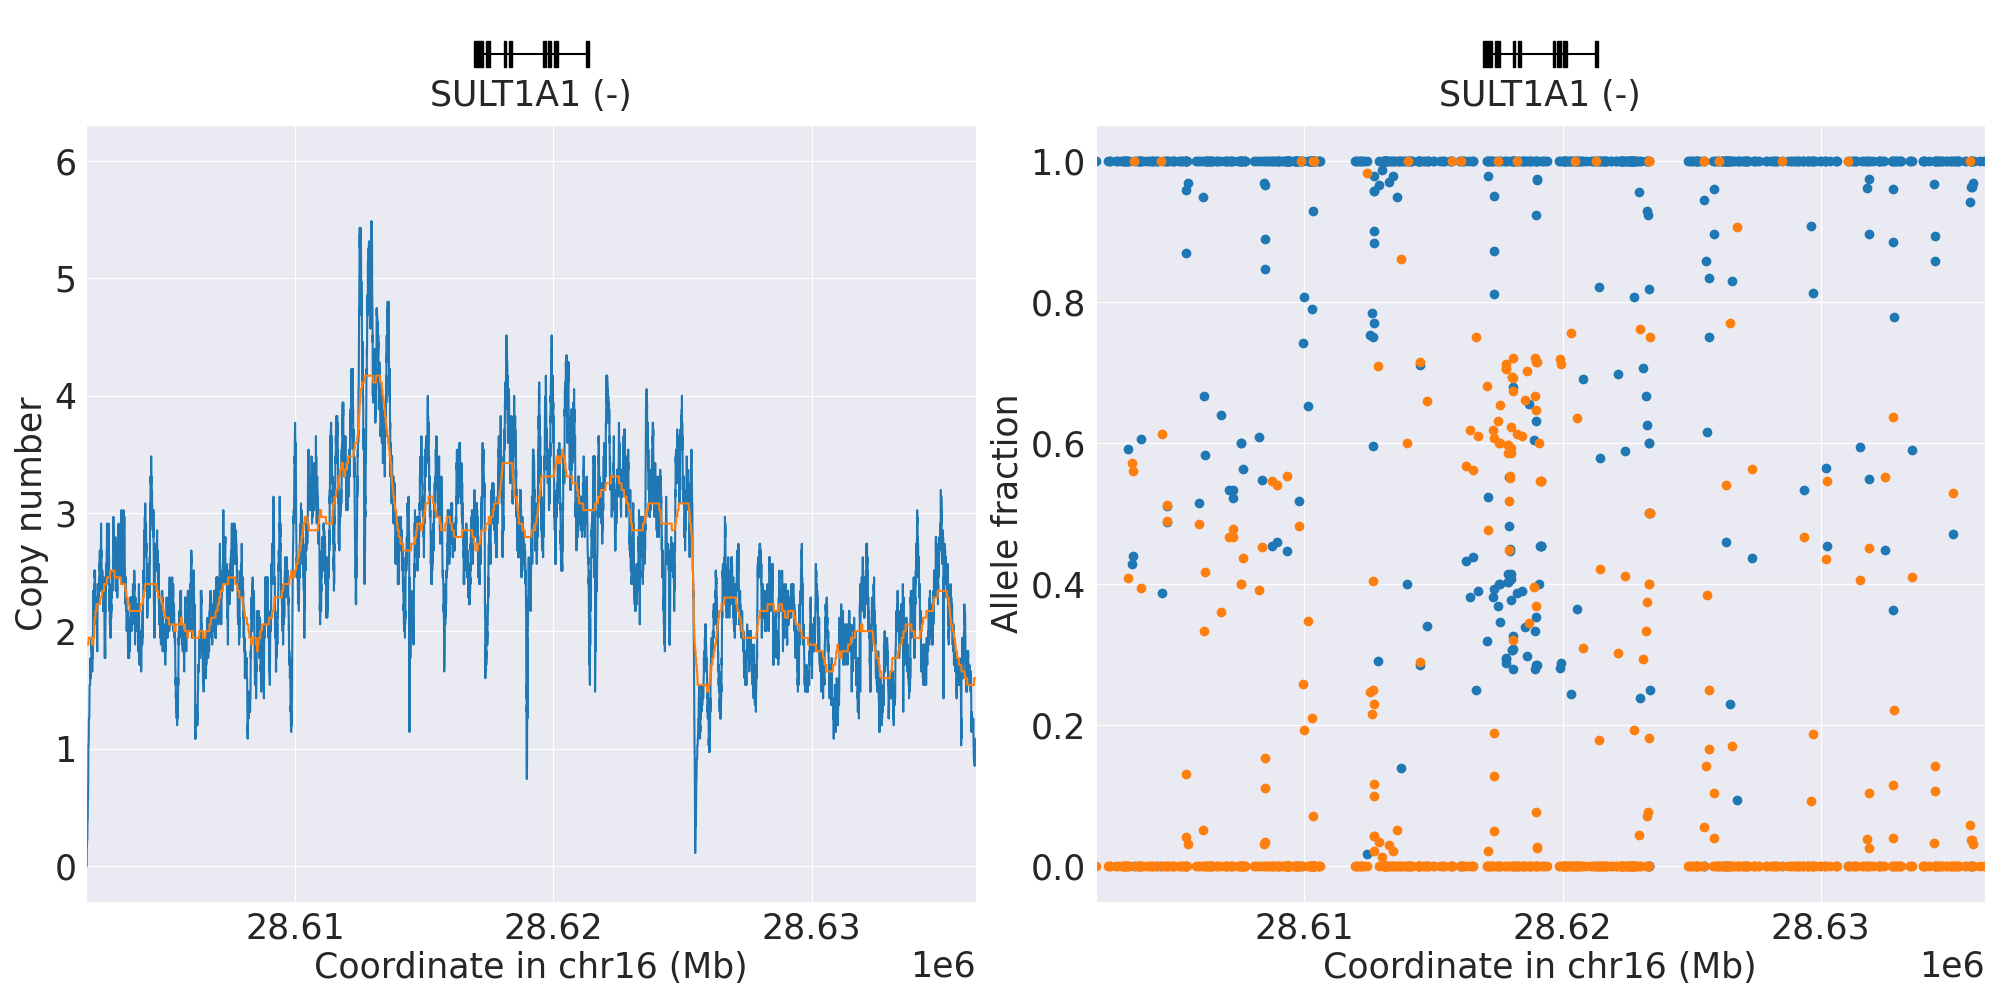 SULT1A1 (-)
SULT1A1 (-)
Copy number
6
5
4
3
2
1
0
28.61
28.62
28.63
Coordinate in chr16 (Mb)
1e6
Allele fraction
1.0
0.8
0.6
0.4
0.2
0.0
28.61
28.62
28.63
Coordinate in chr16 (Mb)
1e6